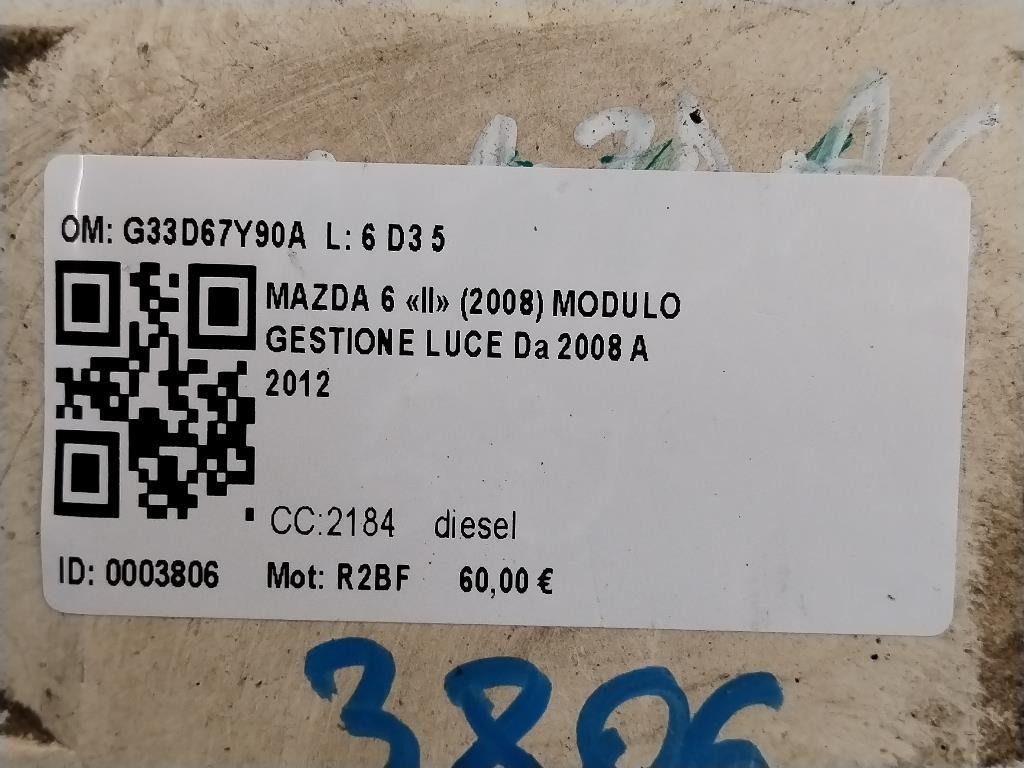 OM: G33D67Y90A L: 6 D3 5
MAZDA 6 «II» (2008) MODULO
GESTIONE LUCE Da 2008 A
2012
CC:2184 diesel
ID: 0003806 Mot: R2BF 60,00 €
3806